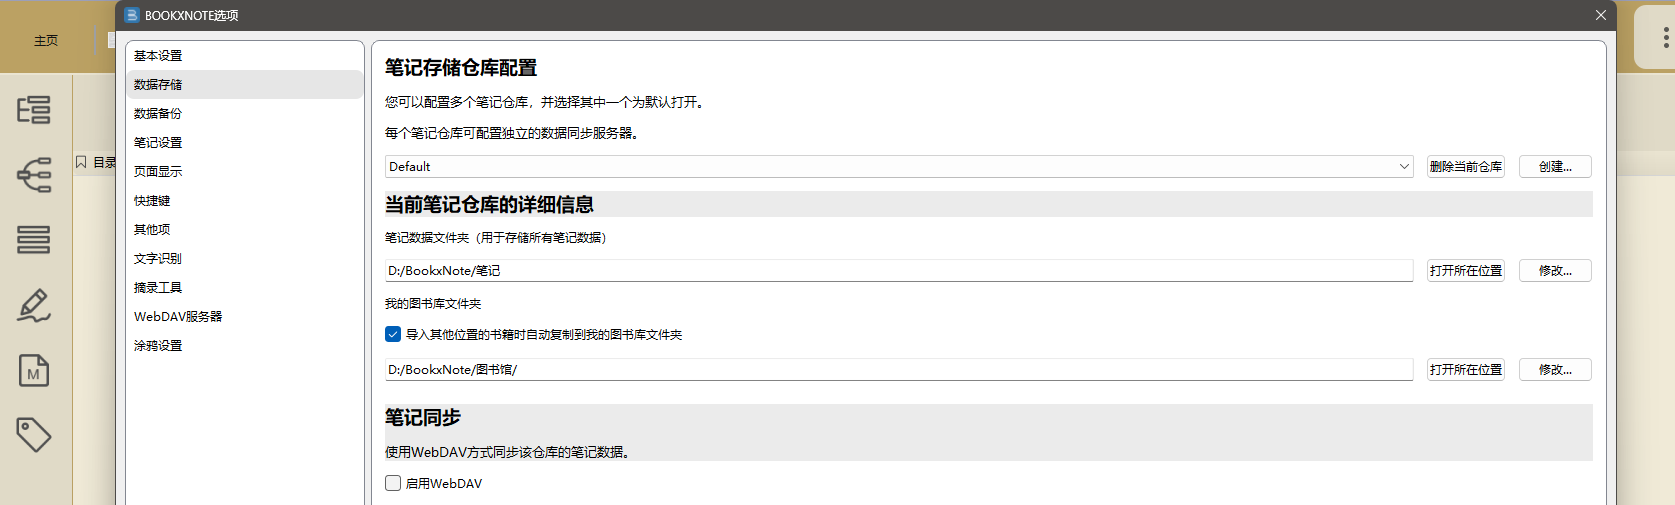 BOOKXNOTE选项
主页
目录
基本设置
数据存储
数据备份
笔记设置
页面显示
快捷键
其他项
文字识别
摘录工具
WebDAV服务器
涂鸦设置
笔记存储仓库配置
您可以配置多个笔记仓库，并选择其中一个为默认打开。
每个笔记仓库可配置独立的数据同步服务器。
Default 删除当前仓库 创建...
当前笔记仓库的详细信息
笔记数据文件夹（用于存储所有笔记数据）
D:/BookxNote/笔记 打开所在位置 修改...
我的图书库文件夹
导入其他位置的书籍时自动复制到我的图书库文件夹
D:/BookxNote/图书馆/ 打开所在位置 修改...
笔记同步
使用WebDAV方式同步该仓库的笔记数据。
启用WebDAV
M